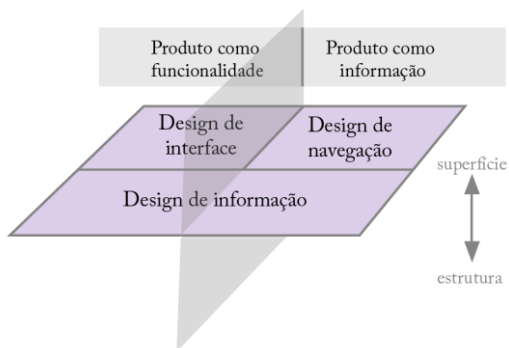 Produto como
funcionalidade
Produto como
informação
Design de
interface
Design de
navegação
Design de informação
superfície
estrutura